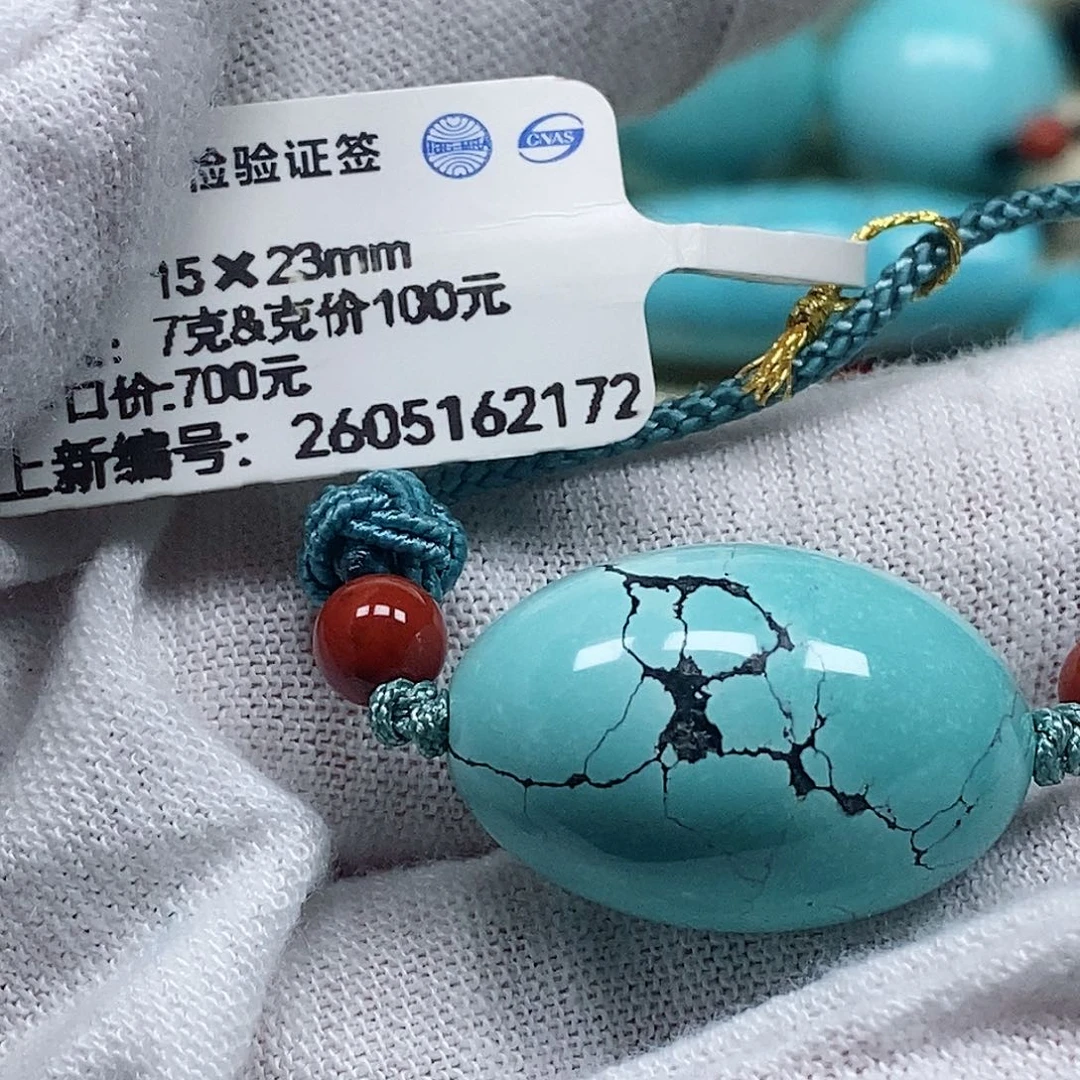 检验证签 CNAS
15×23mm
: 7克&克价100元
口价:700元
上新编号: 2605162172